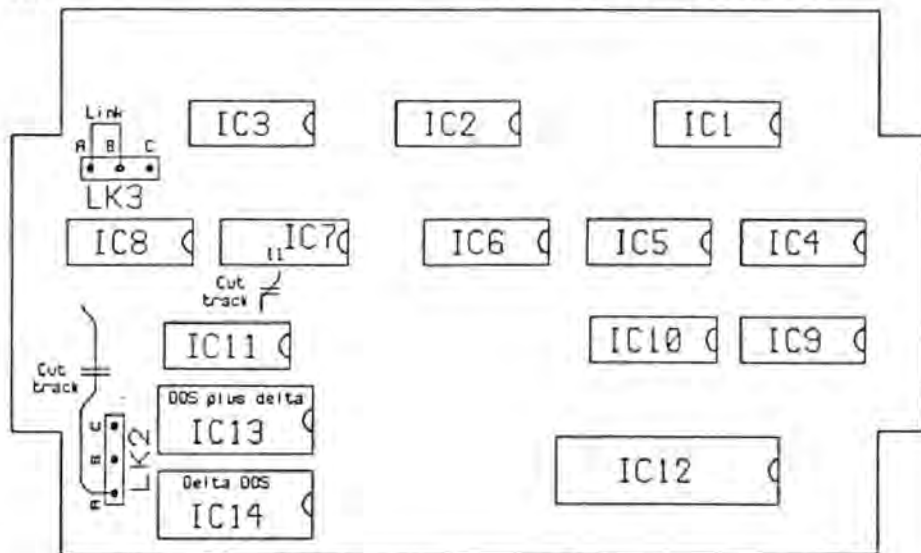 IC3 IC2 IC1
Link
A B C
LK3
IC8 IC7 IC6 IC5 IC4
11
Cut
track
IC11 IC10 IC9
Cut
track
DOS plus delta
IC13
C B A
LK2
IC12
Delta DOS
IC14